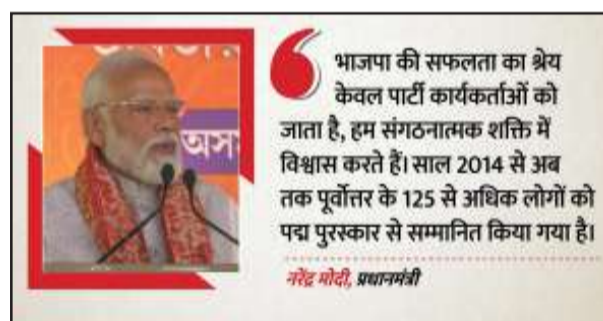 असम
भाजपा की सफलता का श्रेय
केवल पार्टी कार्यकर्ताओं को
जाता है, हम संगठनात्मक शक्ति में
विश्वास करते हैं। साल 2014 से अब
तक पूर्वोत्तर के 125 से अधिक लोगों को
पद्म पुरस्कार से सम्मानित किया गया है।
नरेंद्र मोदी, प्रधानमंत्री